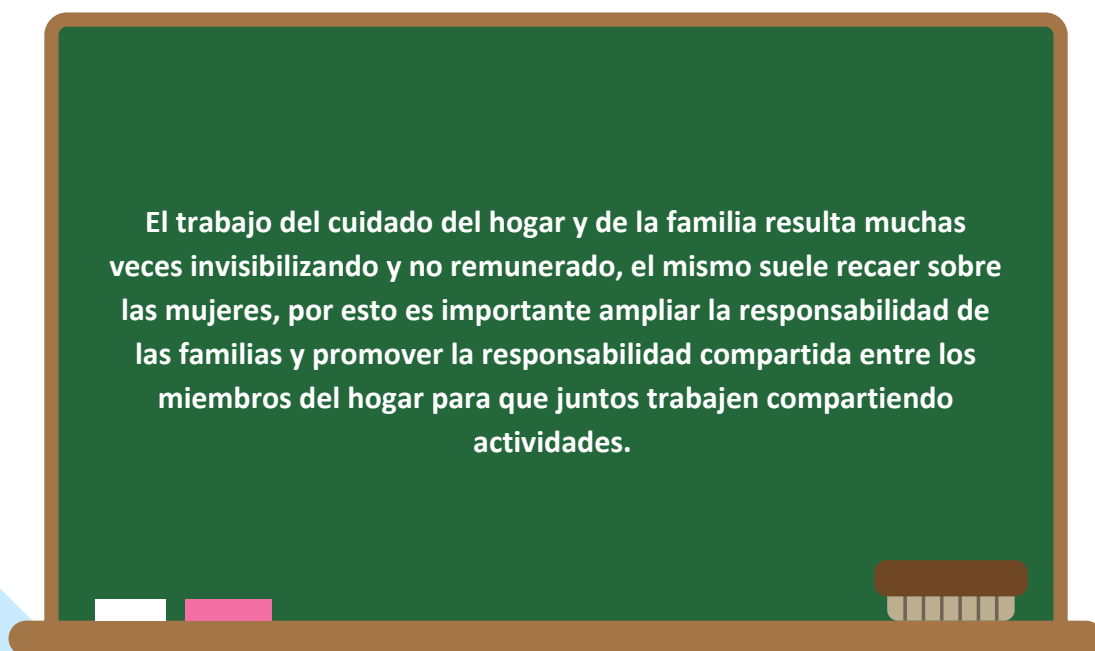 El trabajo del cuidado del hogar y de la familia resulta muchas
veces invisibilizando y no remunerado, el mismo suele recaer sobre
las mujeres, por esto es importante ampliar la responsabilidad de
las familias y promover la responsabilidad compartida entre los
miembros del hogar para que juntos trabajen compartiendo
actividades.